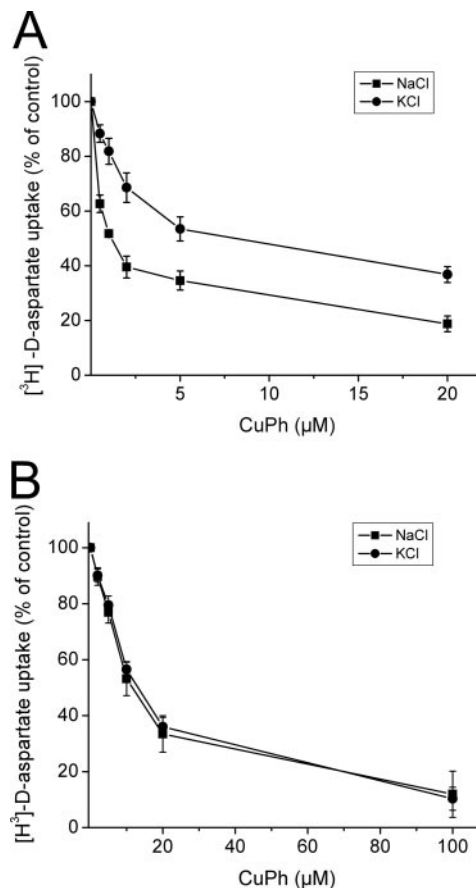 A
[³H] -D-aspartate uptake (% of control)
100
80
60
40
20
0
5
10
15
20
CuPh (µM)
NaCl
KCl
B
[H³]-D-aspartate uptake (% of control)
100
80
60
40
20
0
20
40
60
80
100
CuPh (µM)
NaCl
KCl